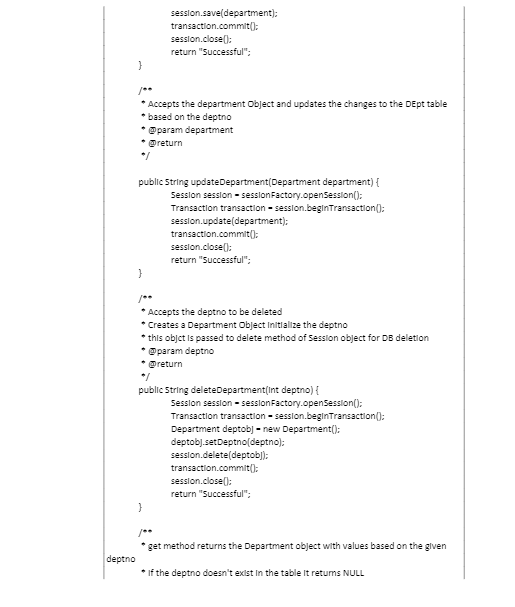 session.save(department);
transaction.commit();
session.close();
return "Successful";
}
/**
* Accepts the department Object and updates the changes to the DEpt table
* based on the deptno
* @param department
* @return
*/
public String updateDepartment(Department department) {
Session session = sessionFactory.openSession();
Transaction transaction = session.beginTransaction();
session.update(department);
transaction.commit();
session.close();
return "Successful";
}
/**
* Accepts the deptno to be deleted
* Creates a Department Object Initialize the deptno
* this objct is passed to delete method of Session object for DB deletion
* @param deptno
* @return
*/
public String deleteDepartment(int deptno) {
Session session = sessionFactory.openSession();
Transaction transaction = session.beginTransaction();
Department deptobj = new Department();
deptobj.setDeptno(deptno);
session.delete(deptobj);
transaction.commit();
session.close();
return "Successful";
}
/**
* get method returns the Department object with values based on the given
deptno
* If the deptno doesn't exist in the table it returns NULL